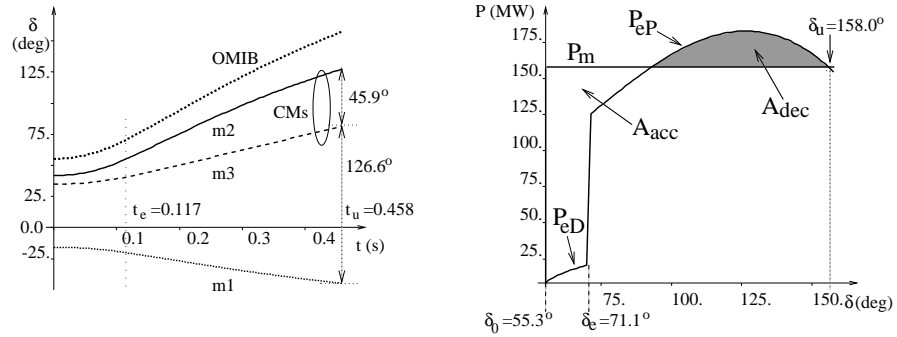 δ
(deg)
125.
75.
25.
0.0
-25.
OMIB
m2
m3
m1
CMs
45.9°
126.6°
t_e=0.117
t_u=0.458
0.1
0.2
0.3
0.4
t (s)
P (MW)
175.
150.
125.
100.
75.
50.
25.
P_m
P_eP
δ_u=158.0°
A_acc
A_dec
P_eD
75.
100.
125.
150.
δ(deg)
δ_0=55.3°
δ_e=71.1°